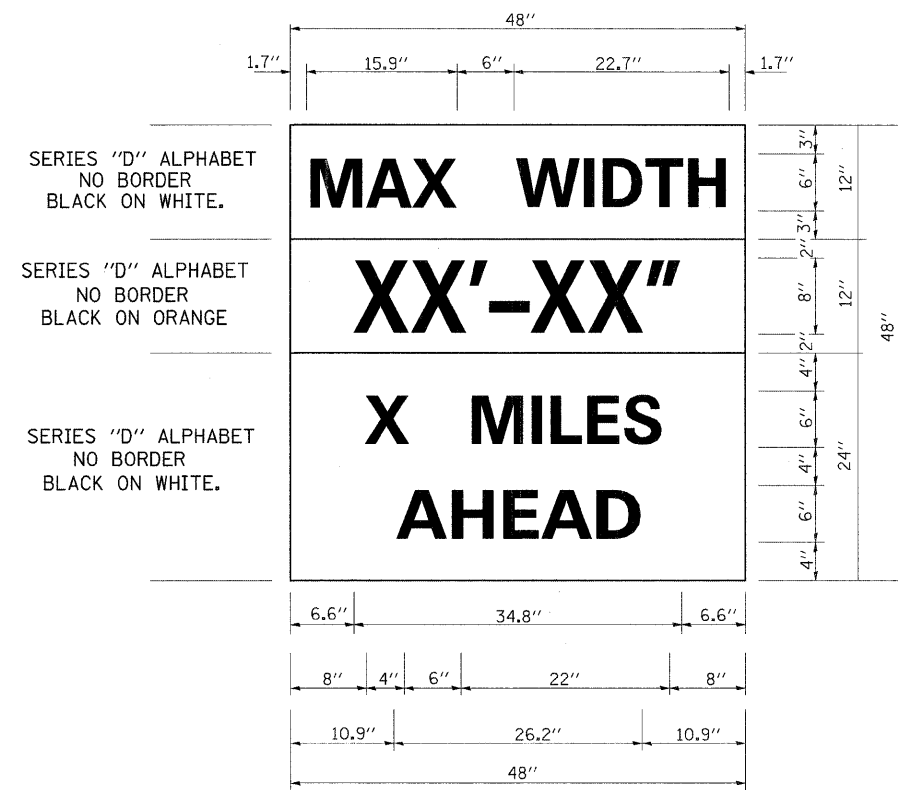 48"
1.7" 15.9" 6" 22.7" 1.7"
SERIES "D" ALPHABET
NO BORDER
BLACK ON WHITE.
MAX WIDTH
3"
6"
3"
12"
SERIES "D" ALPHABET
NO BORDER
BLACK ON ORANGE
XX'-XX"
2"
8"
2"
12"
48"
SERIES "D" ALPHABET
NO BORDER
BLACK ON WHITE.
X MILES
AHEAD
4"
6"
4"
6"
4"
24"
6.6" 34.8" 6.6"
8" 4" 6" 22" 8"
10.9" 26.2" 10.9"
48"